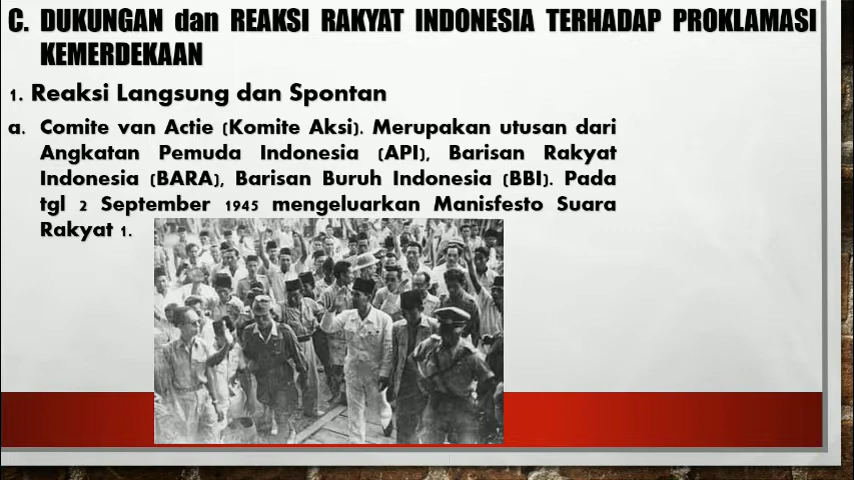 C. DUKUNGAN dan REAKSI RAKYAT INDONESIA TERHADAP PROKLAMASI
KEMERDEKAAN
1. Reaksi Langsung dan Spontan
a. Comite van Actie (Komite Aksi). Merupakan utusan dari
Angkatan Pemuda Indonesia (API), Barisan Rakyat
Indonesia (BARA), Barisan Buruh Indonesia (BBI). Pada
tgl 2 September 1945 mengeluarkan Manisfesto Suara
Rakyat 1.